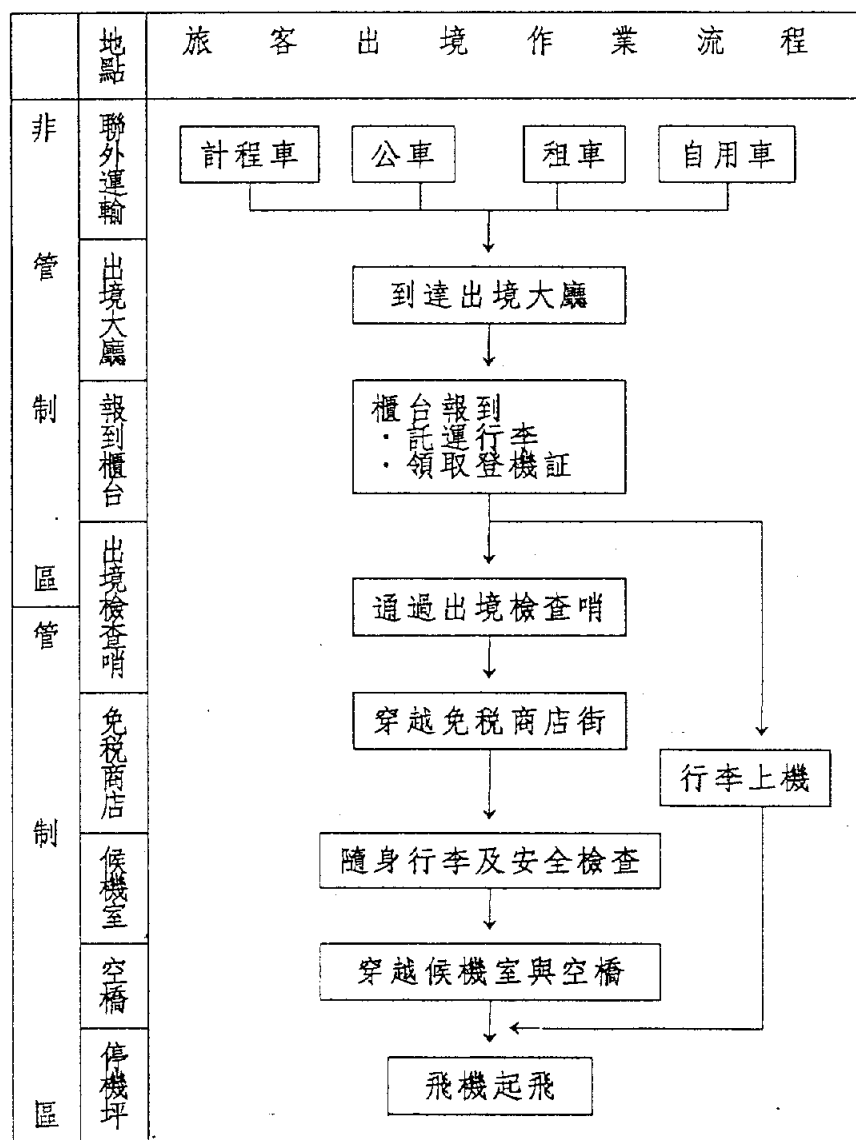 地點
旅客出境作業流程
非管制區
聯外運輸
計程車
公車
租車
自用車
出境大廳
到達出境大廳
報到櫃台
櫃台報到
・託運行李
・領取登機証
出境檢查哨
通過出境檢查哨
管制區
免税商店
穿越免税商店街
行李上機
候機室
隨身行李及安全檢查
空橋
穿越候機室與空橋
停機坪
飛機起飛